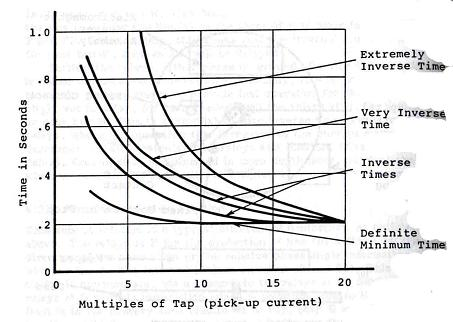 1.0
.8
.6
.4
.2
0
Time in Seconds
0 5 10 15 20
Multiples of Tap (pick-up current)
Extremely
Inverse Time
Very Inverse
Time
Inverse
Times
Definite
Minimum Time